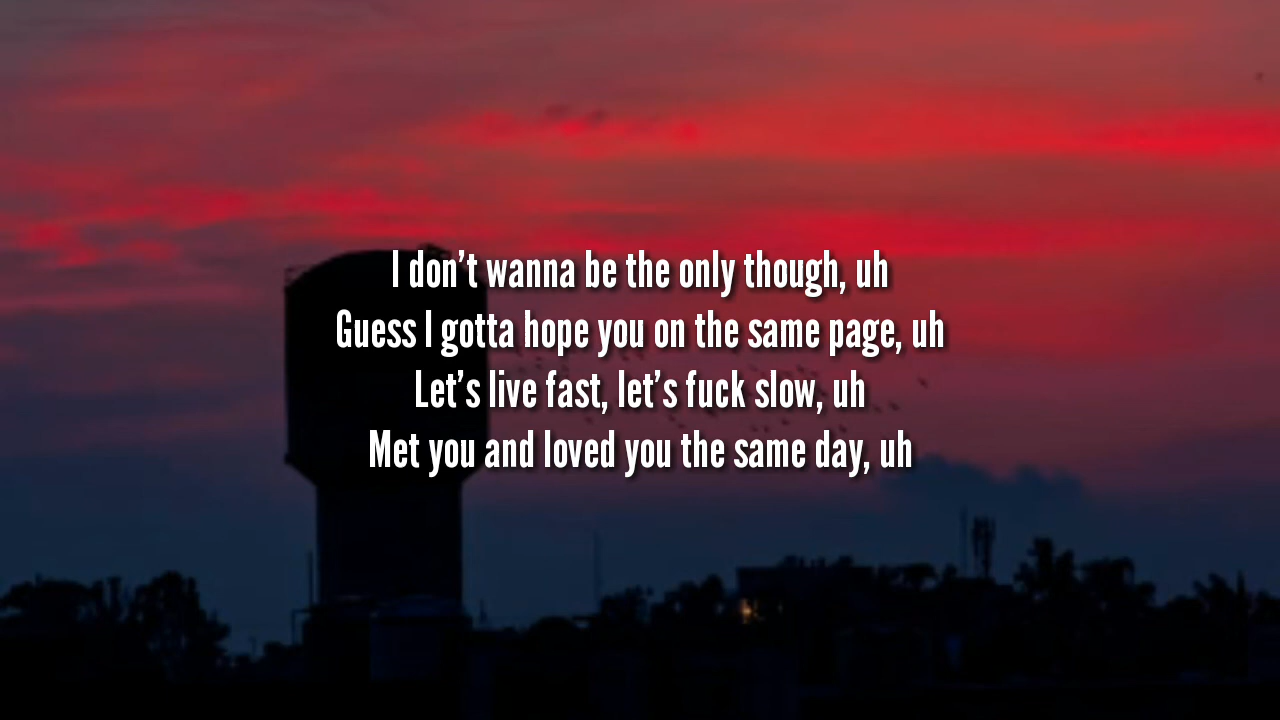 I don’t wanna be the only though, uh
Guess I gotta hope you on the same page, uh
Let’s live fast, let’s fuck slow, uh
Met you and loved you the same day, uh